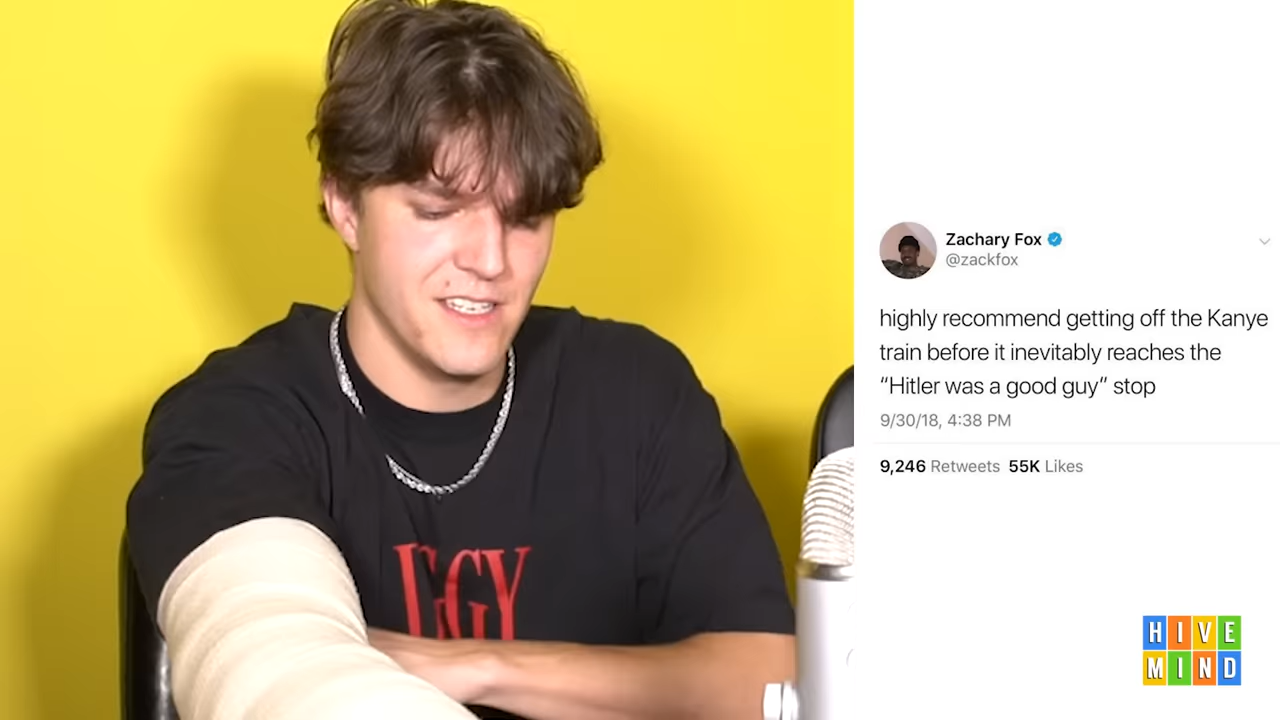 IGGY
Zachary Fox
@zackfox
highly recommend getting off the Kanye
train before it inevitably reaches the
“Hitler was a good guy” stop
9/30/18, 4:38 PM
9,246 Retweets 55K Likes
HIVE
MIND